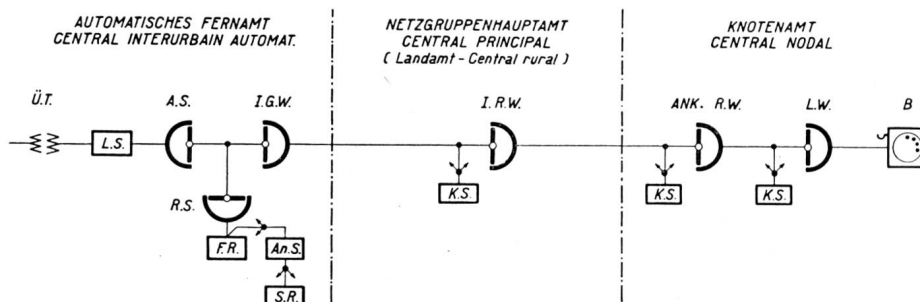 AUTOMATISCHES FERNAMT
CENTRAL INTERURBAIN AUTOMAT.
NETZGRUPPENHAUPTAMT
CENTRAL PRINCIPAL
( Landamt - Central rural )
KNOTENAMT
CENTRAL NODAL
Ü.T.
A.S.
I.G.W.
I.R.W.
ANK. R.W.
L.W.
B
L.S.
R.S.
K.S.
K.S.
K.S.
F.R.
An.S.
S.R.